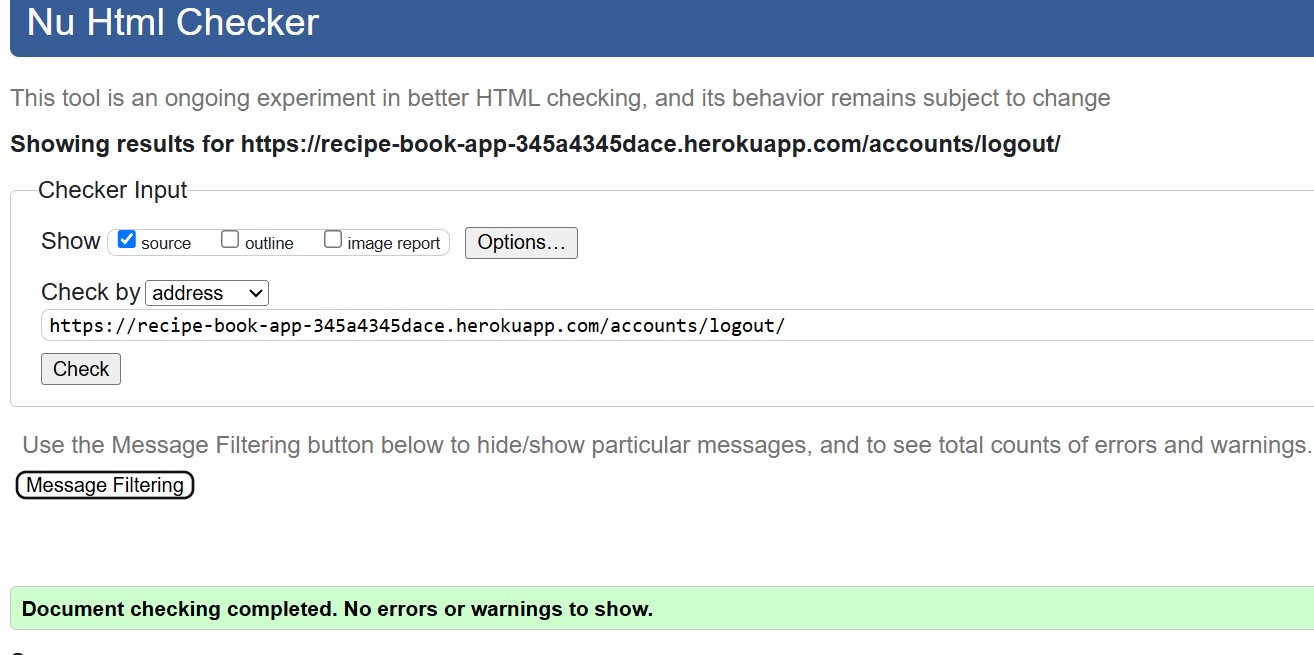 Nu Html Checker
This tool is an ongoing experiment in better HTML checking, and its behavior remains subject to change
Showing results for https://recipe-book-app-345a4345dace.herokuapp.com/accounts/logout/
Checker Input
Show source outline image report Options...
Check by address
https://recipe-book-app-345a4345dace.herokuapp.com/accounts/logout/
Check
Use the Message Filtering button below to hide/show particular messages, and to see total counts of errors and warnings.
Message Filtering
Document checking completed. No errors or warnings to show.